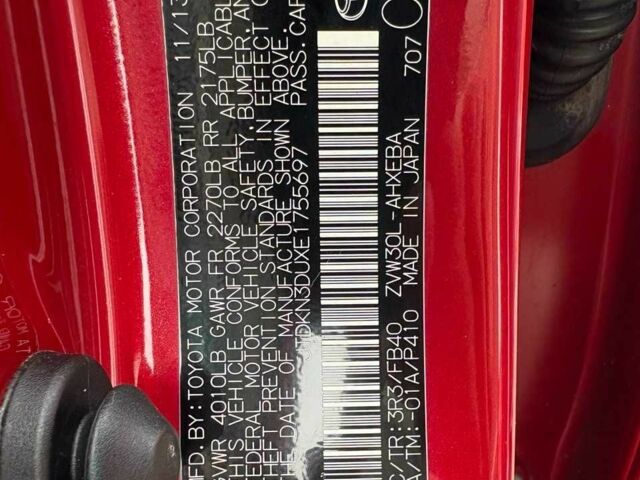 MFD. BY: TOYOTA MOTOR CORPORATION 11/13
GVWR 4010LB GAWR FR 2270LB RR 2175LB
THIS VEHICLE CONFORMS TO ALL APPLICABLE
FEDERAL MOTOR VEHICLE SAFETY, BUMPER, AN
THEFT PREVENTION STANDARDS IN EFFECT O
THE DATE OF MANUFACTURE SHOWN ABOVE.
JTDKN3DUXE1755697 PASS. CAR
C/TR: 3R3/FB40 ZVW30L-AHXEBA
A/TM: -01A/P410 MADE IN JAPAN 707